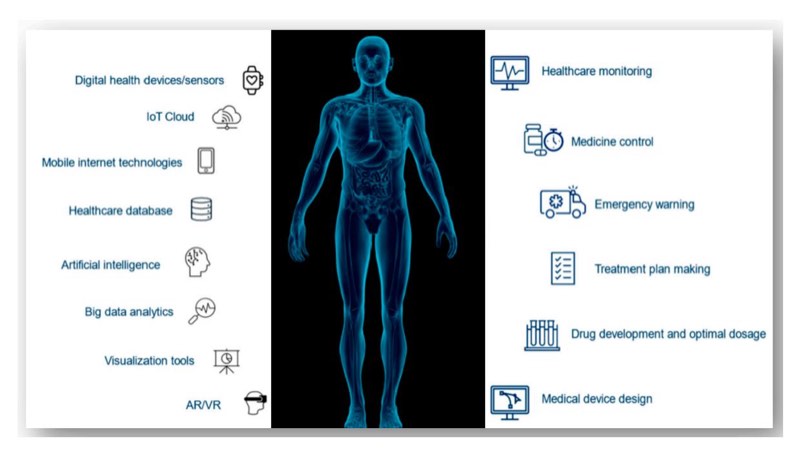 Digital health devices/sensors
IoT Cloud
Mobile internet technologies
Healthcare database
Artificial intelligence
Big data analytics
Visualization tools
AR/VR
Healthcare monitoring
Medicine control
Emergency warning
Treatment plan making
Drug development and optimal dosage
Medical device design